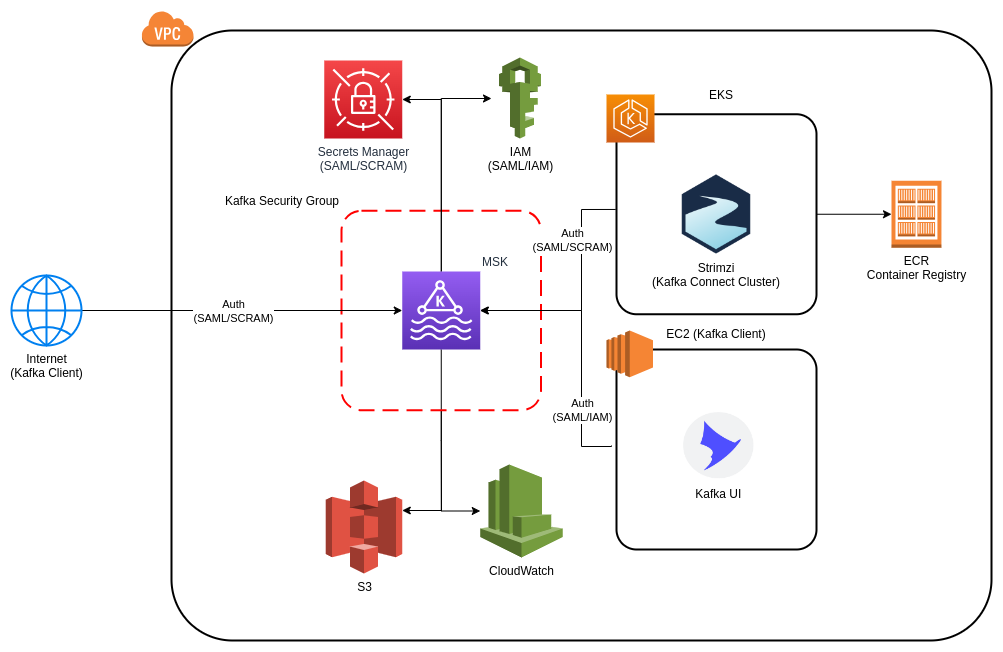 VPC
EKS
K
Secrets Manager
(SAML/SCRAM)
IAM
(SAML/IAM)
Kafka Security Group
Auth
(SAML/SCRAM)
MSK
K
Strimzi
(Kafka Connect Cluster)
ECR
Container Registry
Auth
(SAML/SCRAM)
Internet
(Kafka Client)
EC2 (Kafka Client)
Auth
(SAML/IAM)
Kafka UI
S3
CloudWatch